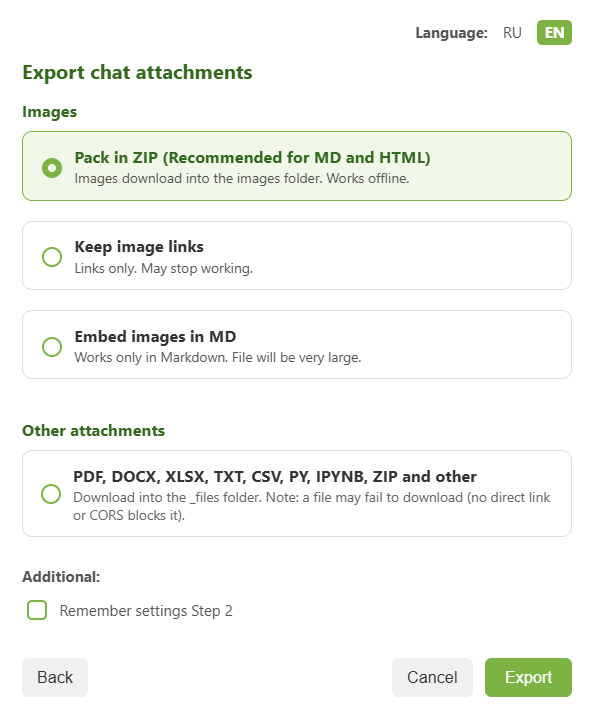 Language: RU EN
Export chat attachments
Images
Pack in ZIP (Recommended for MD and HTML)
Images download into the images folder. Works offline.
Keep image links
Links only. May stop working.
Embed images in MD
Works only in Markdown. File will be very large.
Other attachments
PDF, DOCX, XLSX, TXT, CSV, PY, IPYNB, ZIP and other
Download into the _files folder. Note: a file may fail to download (no direct link
or CORS blocks it).
Additional:
Remember settings Step 2
Back Cancel Export